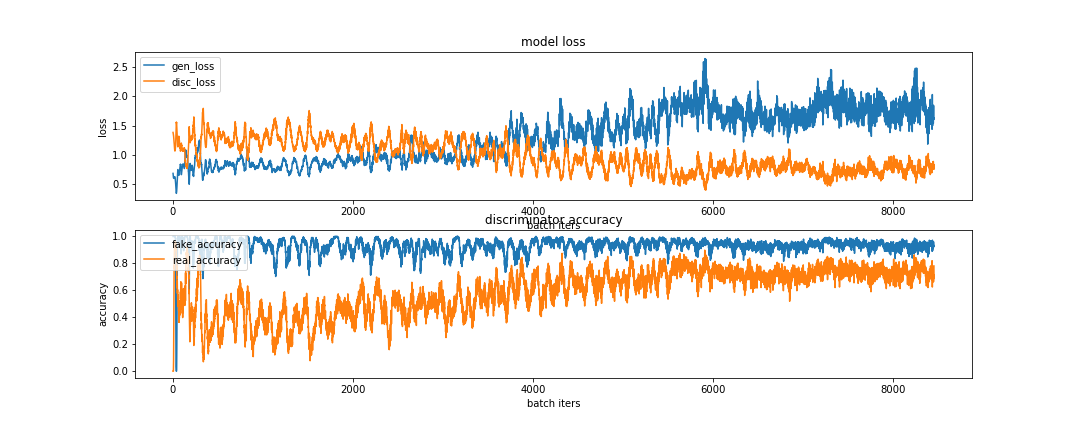 model loss
2.5
2.0
1.5
1.0
0.5
loss
gen_loss
disc_loss
0 2000 4000 6000 8000
batch iters
discriminator accuracy
1.0
0.8
0.6
0.4
0.2
0.0
accuracy
fake_accuracy
real_accuracy
0 2000 4000 6000 8000
batch iters